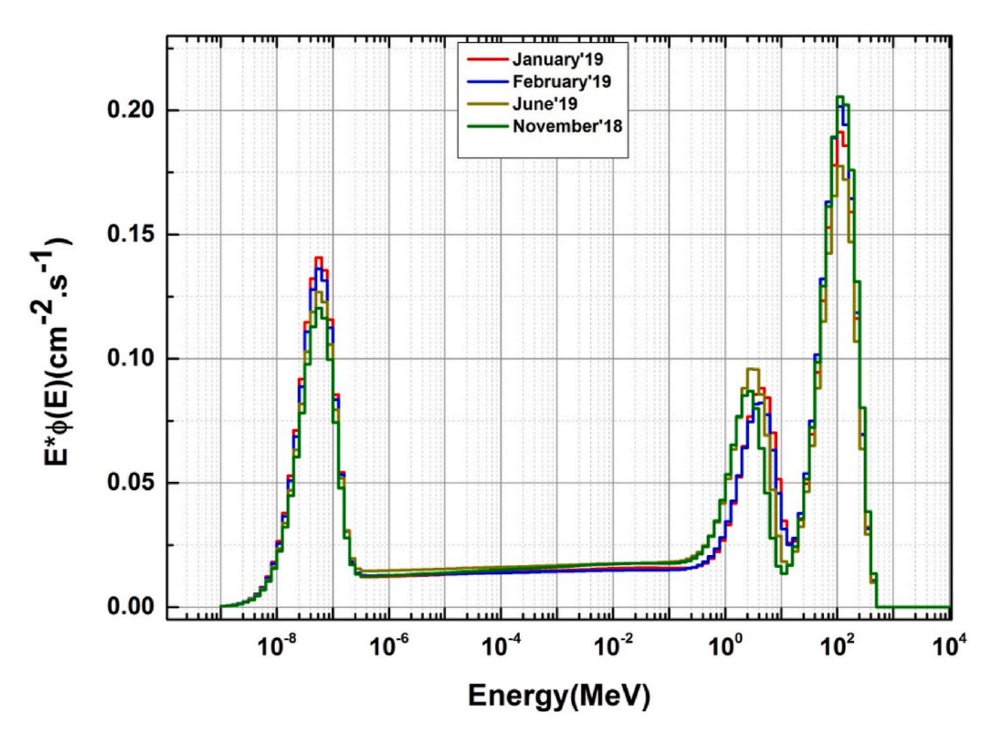 January'19
February'19
June'19
November'18
0.20
0.15
0.10
0.05
0.00
E*ϕ(E)(cm⁻².s⁻¹)
10⁻⁸ 10⁻⁶ 10⁻⁴ 10⁻² 10⁰ 10² 10⁴
Energy(MeV)